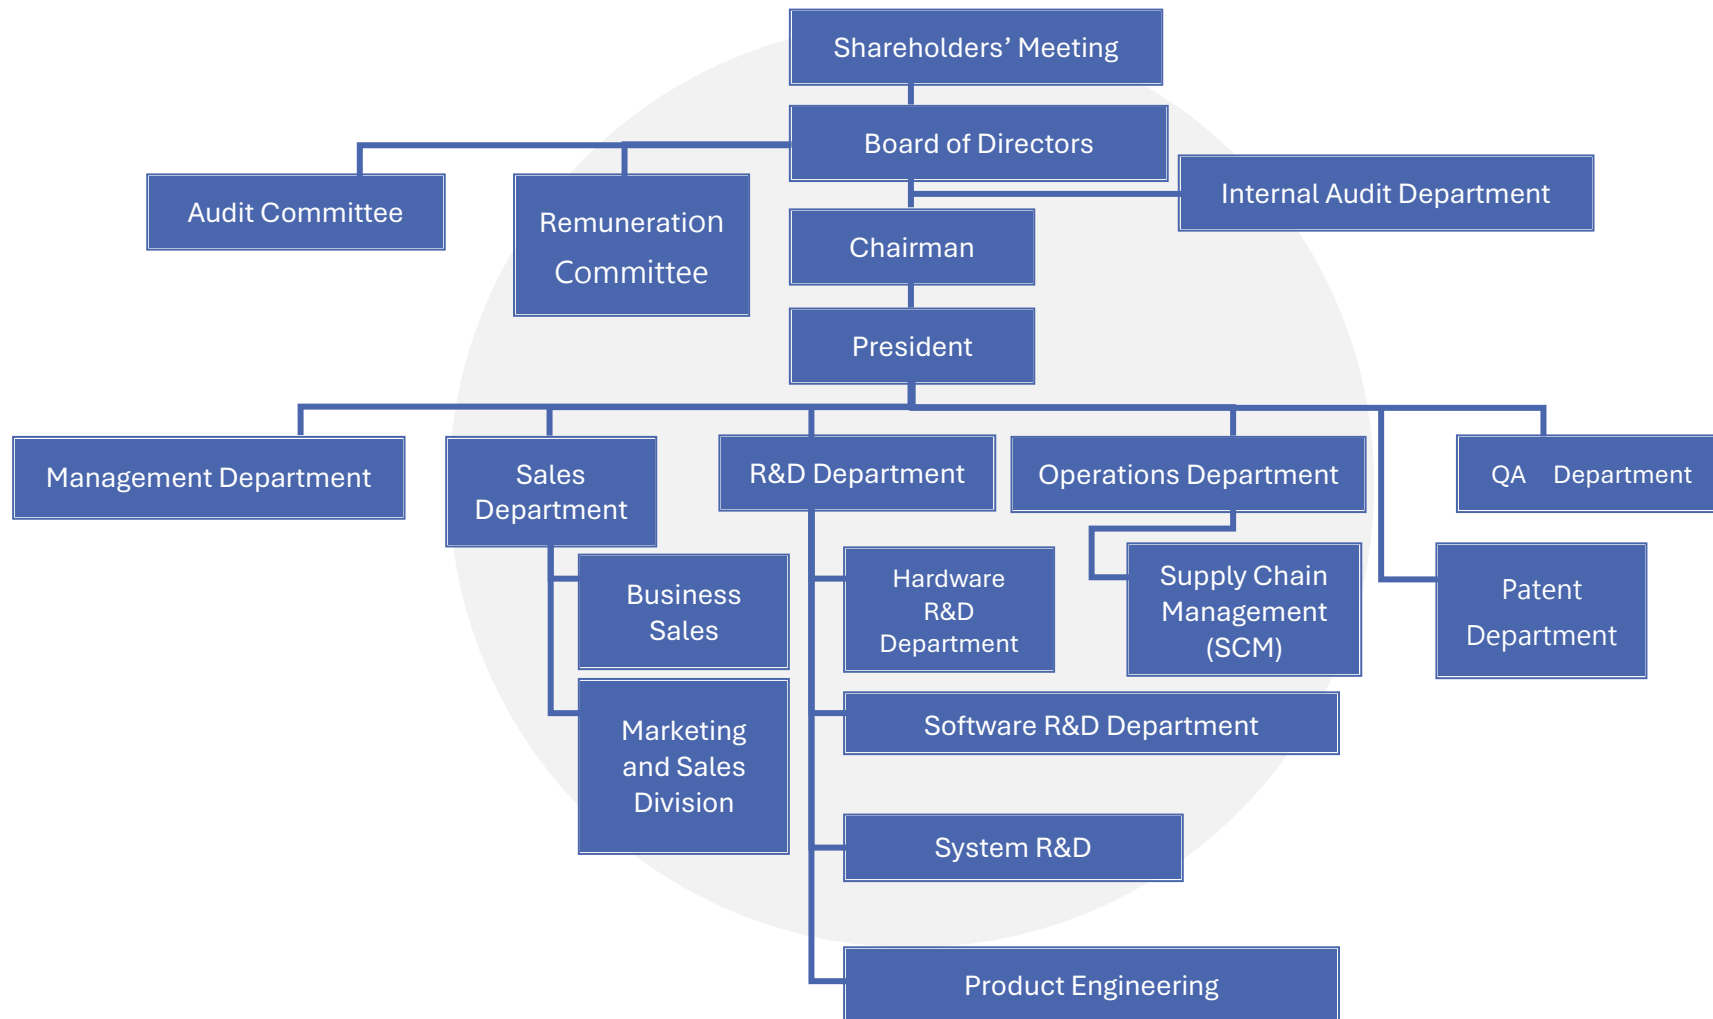 Shareholders’ Meeting
Board of Directors
Internal Audit Department
Audit Committee
Remuneration
Committee
Chairman
President
Management Department
Sales
Department
R&D Department
Operations Department
QA Department
Business
Sales
Hardware
R&D
Department
Supply Chain
Management
(SCM)
Patent
Department
Marketing
and Sales
Division
Software R&D Department
System R&D
Product Engineering